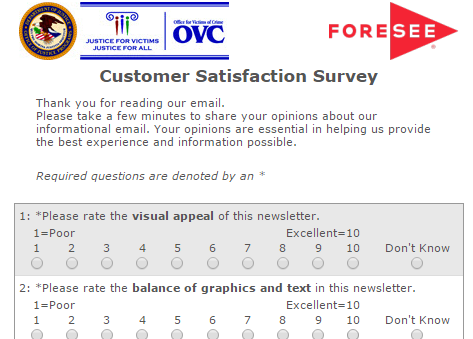 JUSTICE FOR VICTIMS
JUSTICE FOR ALL
Office for Victims of Crime
OVC
FORESEE
Customer Satisfaction Survey
Thank you for reading our email.
Please take a few minutes to share your opinions about our
informational email. Your opinions are essential in helping us provide
the best experience and information possible.
Required questions are denoted by an *
1: *Please rate the visual appeal of this newsletter.
1=Poor Excellent=10
1 2 3 4 5 6 7 8 9 10 Don't Know
2: *Please rate the balance of graphics and text in this newsletter.
1=Poor Excellent=10
1 2 3 4 5 6 7 8 9 10 Don't Know